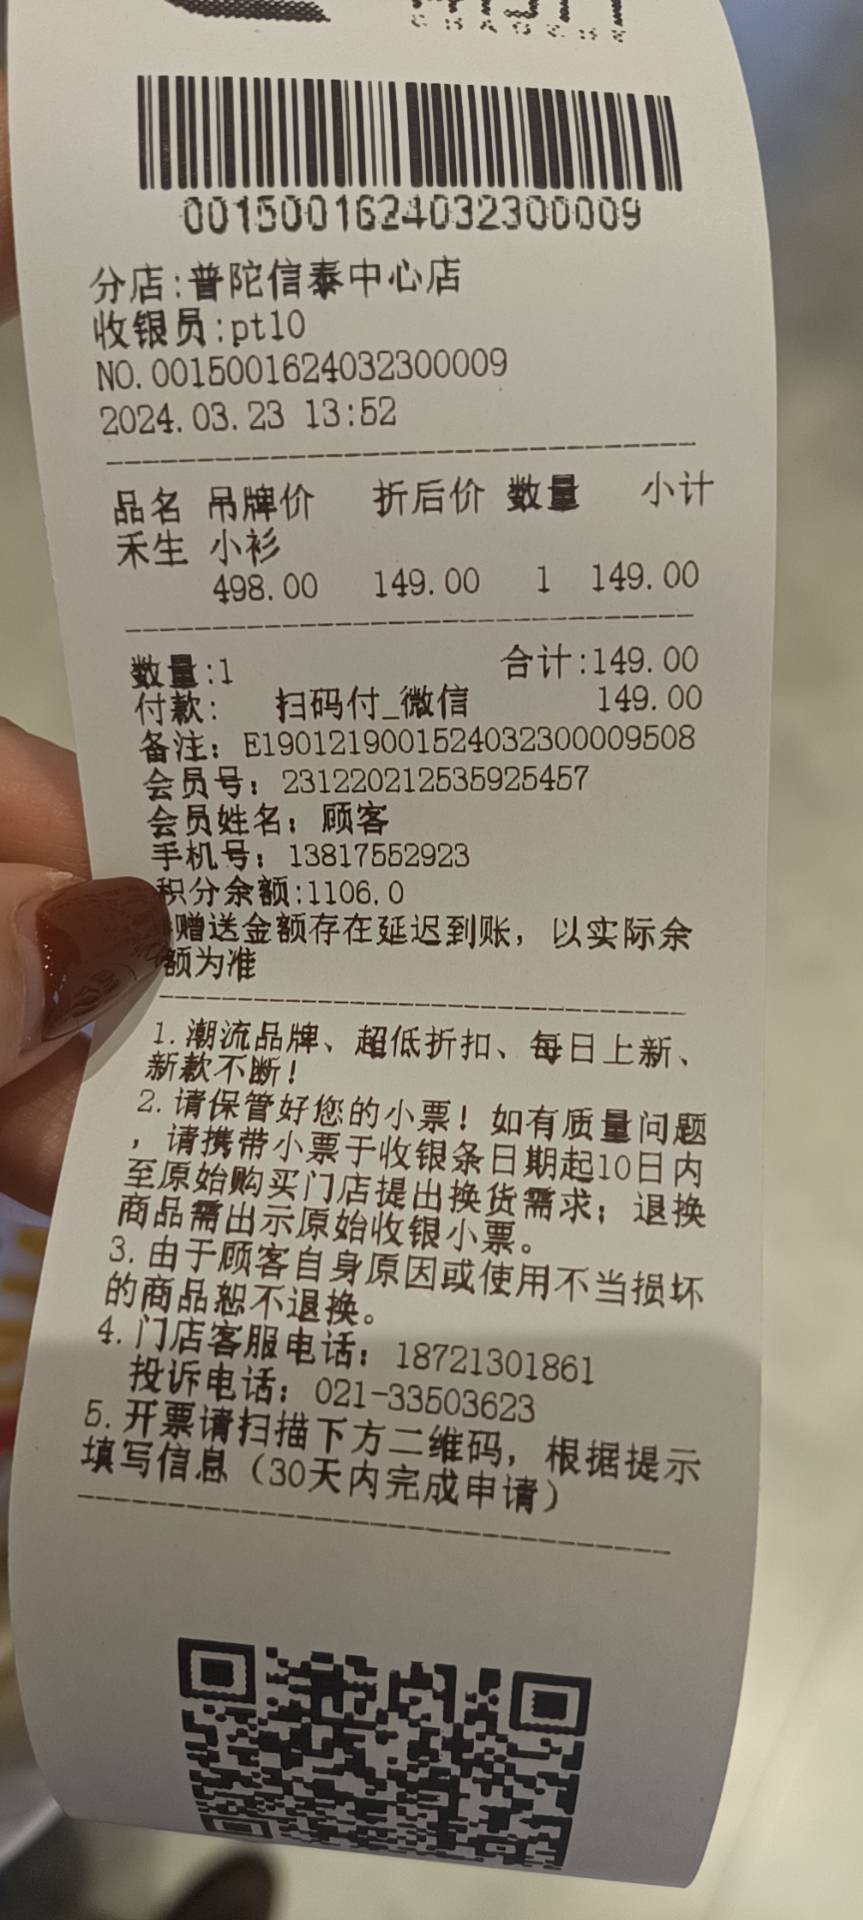 0015001624032300009
分店:普陀信泰中心店
收银员:pt10
NO.0015001624032300009
2024.03.23 13:52
品名 吊牌价 折后价 数量 小计
禾生 小衫
498.00 149.00 1 149.00
数量:1 合计:149.00
付款: 扫码付_微信 149.00
备注: E19012190015240323000​09508
会员号: 231220212535925457
会员姓名: 顾客
手机号: 13817552923
积分余额:1106.0
赠送金额存在延迟到账, 以实际余
额为准
1.潮流品牌、超低折扣、每日上新、
新款不断!
2.请保管好您的小票! 如有质量问题
, 请携带小票于收银条日期起10日内
至原始购买门店提出换货需求; 退换
商品需出示原始收银小票。
3.由于顾客自身原因或使用不当损坏
的商品恕不退换。
4.门店客服电话: 18721301861
投诉电话: 021-33503623
5.开票请扫描下方二维码, 根据提示
填写信息 (30天内完成申请)